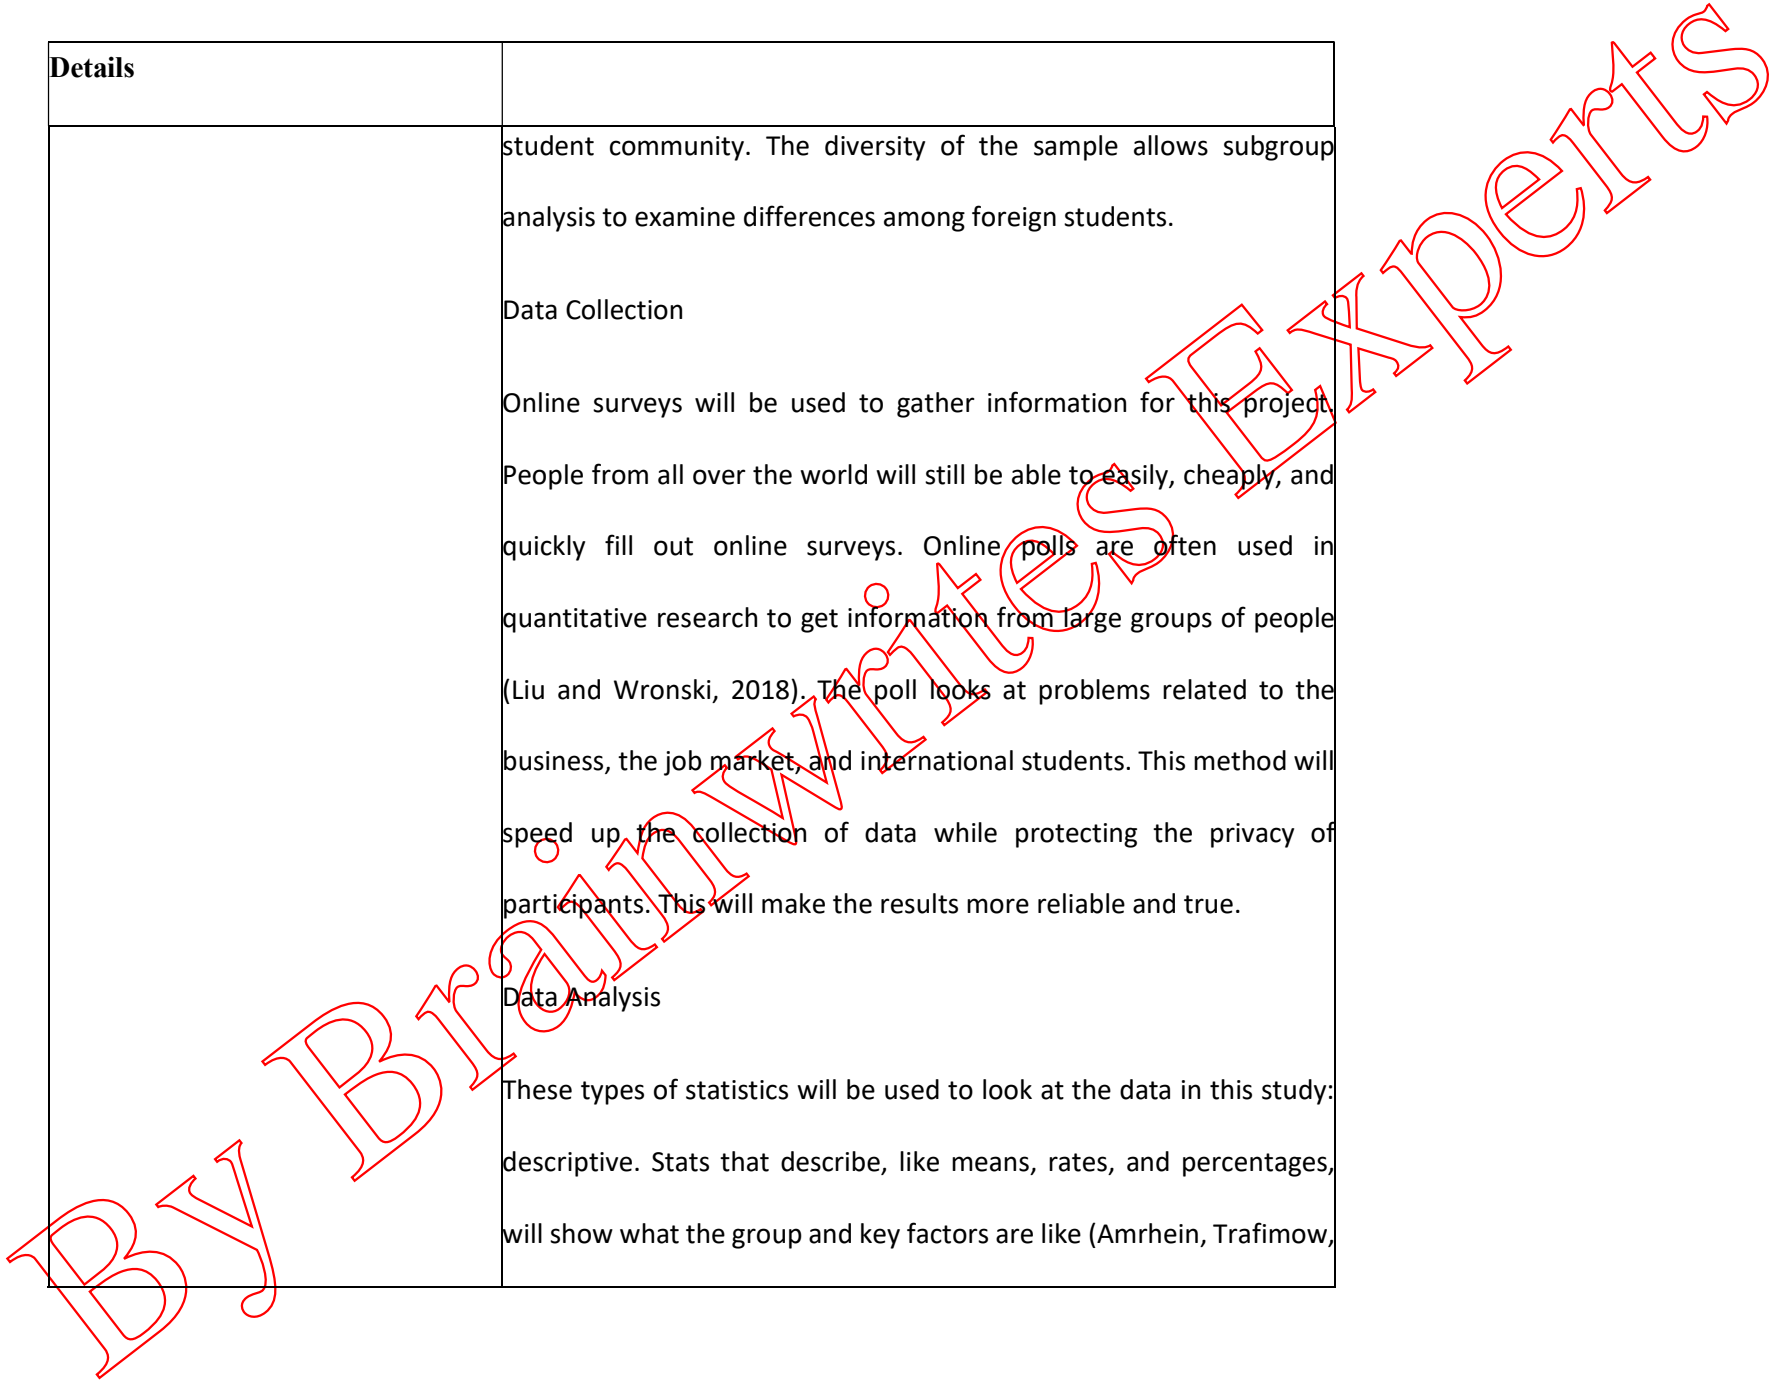 Details
student community. The diversity of the sample allows subgroup
analysis to examine differences among foreign students.
Data Collection
Online surveys will be used to gather information for this project.
People from all over the world will still be able to easily, cheaply, and
quickly fill out online surveys. Online polls are often used in
quantitative research to get information from large groups of people
(Liu and Wronski, 2018). The poll looks at problems related to the
business, the job market, and international students. This method will
speed up the collection of data while protecting the privacy of
participants. This will make the results more reliable and true.
Data Analysis
These types of statistics will be used to look at the data in this study:
descriptive. Stats that describe, like means, rates, and percentages,
will show what the group and key factors are like (Amrhein, Trafimow,
By Brainwrites Experts